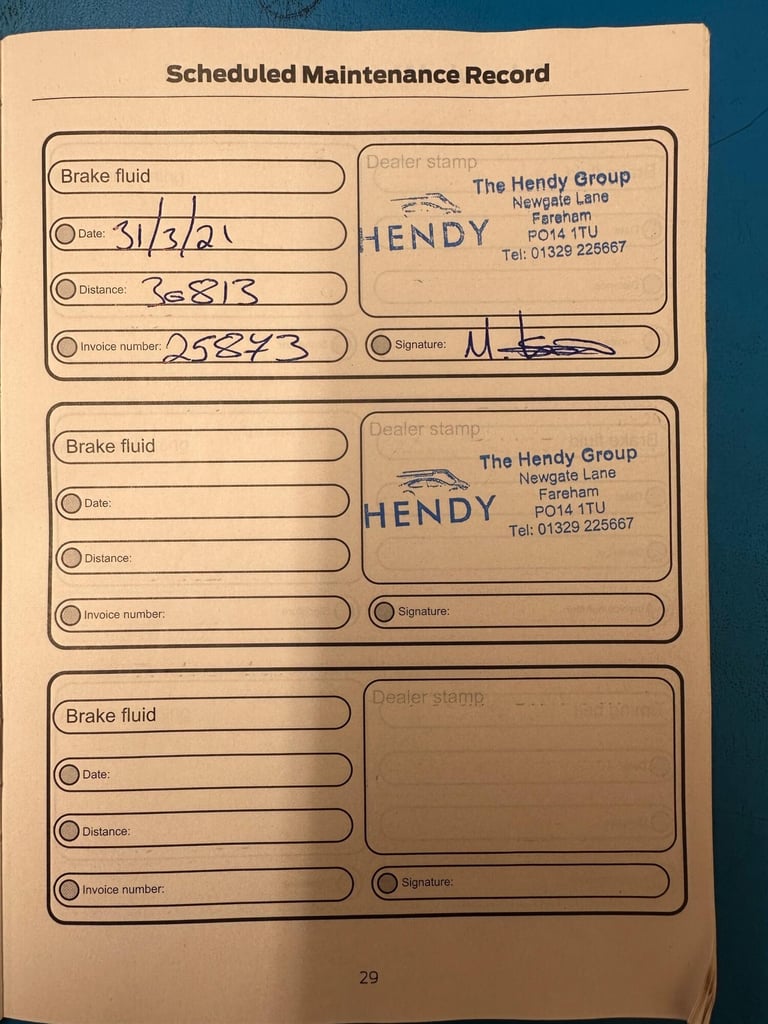 Scheduled Maintenance Record
Brake fluid
Date: 31/3/21
Distance: 30813
Invoice number: 25873
Dealer stamp
HENDY
The Hendy Group
Newgate Lane
Fareham
PO14 1TU
Tel: 01329 225667
Signature:
Brake fluid
Date:
Distance:
Invoice number:
Dealer stamp
HENDY
The Hendy Group
Newgate Lane
Fareham
PO14 1TU
Tel: 01329 225667
Signature:
Brake fluid
Date:
Distance:
Invoice number:
Dealer stamp
Signature:
29